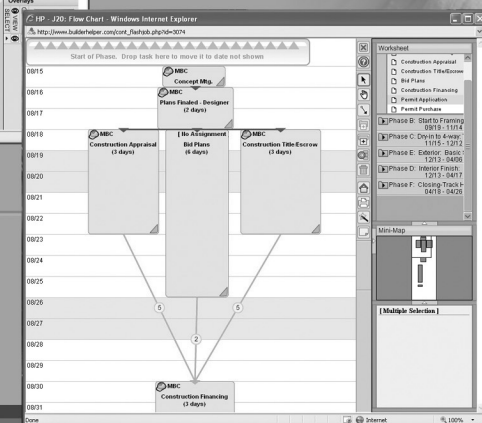 Overlays
SELECT
VIEW
HP - J20: Flow Chart - Windows Internet Explorer
http://www.builderhelper.com/cont_flashjob.php?id=3074
Start of Phase. Drop task here to move it to date not shown
08/15
MBC
Concept Mtg.
08/16
MBC
Plans Finaled - Designer
(2 days)
08/17
08/18
MBC
Construction Appraisal
(3 days)
[ No Assignment
Bid Plans
(6 days)
MBC
Construction Title/Escrow
(3 days)
08/19
08/20
08/21
08/22
08/23
08/24
08/25
08/26
5
5
08/27
2
08/28
08/29
08/30
MBC
Construction Financing
(3 days)
08/31
Worksheet
Construction Appraisal
Construction Title/Escrow
Bid Plans
Construction Financing
Permit Application
Permit Purchase
Phase B: Start to Framing
09/19 - 11/14
Phase C: Dry-in to 4-way:
11/15 - 12/12
Phase E: Exterior: Basic
12/13 - 04/06
Phase D: Interior Finish:
12/13 - 04/17
Phase F: Closing-Track H
04/18 - 04/26
Mini-Map
[ Multiple Selection ]
Done
Internet
100%